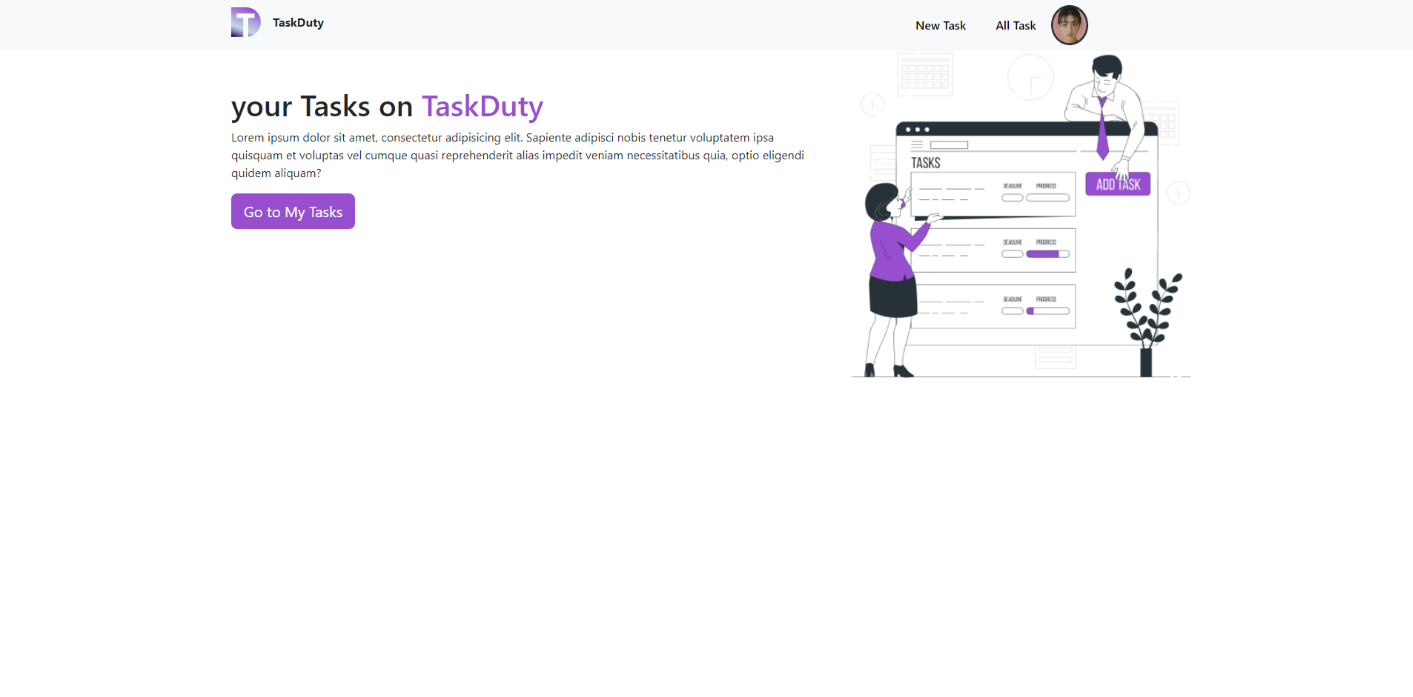 T TaskDuty
New Task
All Task
your Tasks on TaskDuty
Lorem ipsum dolor sit amet, consectetur adipisicing elit. Sapiente adipisci nobis tenetur voluptatem ipsa
quisquam et voluptas vel cumque quasi reprehenderit alias impedit veniam necessitatibus quia, optio eligendi
quidem aliquam?
Go to My Tasks
TASKS
ADD TASK
DEADLINE PROGRESS
DEADLINE PROGRESS
DEADLINE PROGRESS